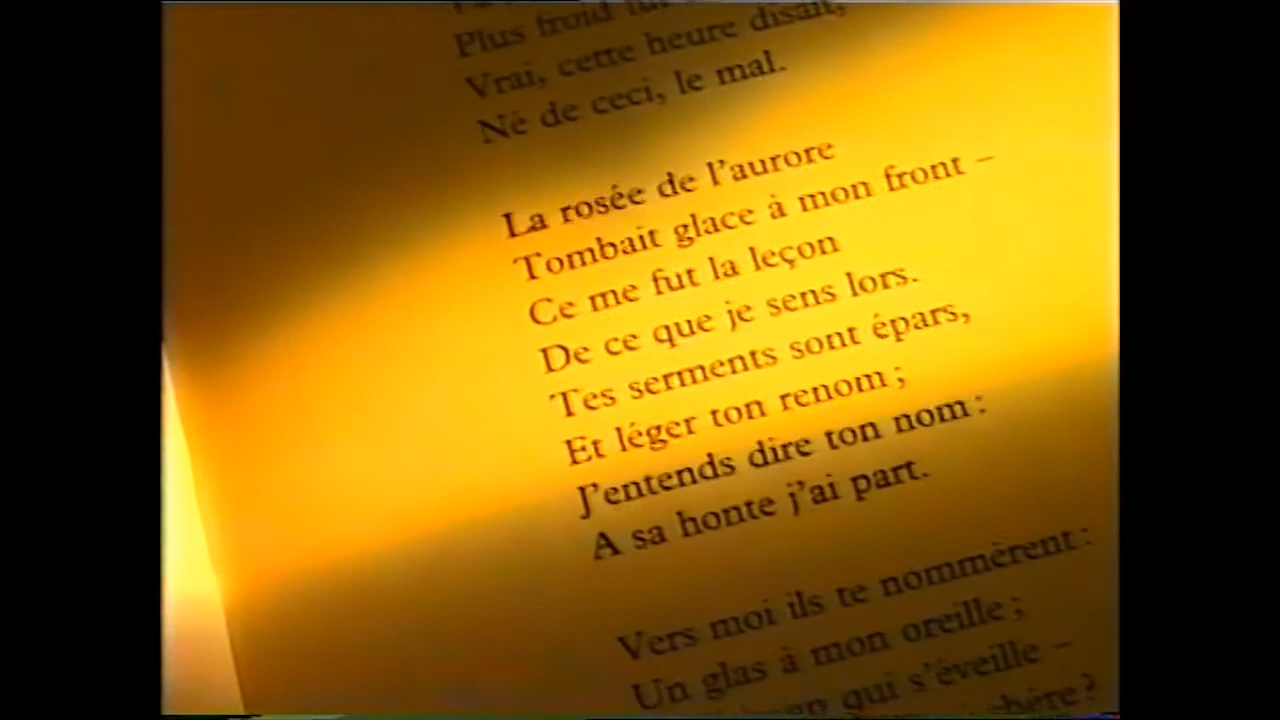 Plus froid
Vrai, cette heure disait,
Né de ceci, le mal.
La rosée de l'aurore
Tombait glace à mon front –
Ce me fut la leçon
De ce que je sens lors.
Tes serments sont épars,
Et léger ton renom ;
J'entends dire ton nom :
A sa honte j'ai part.
Vers moi ils te nommèrent :
Un glas à mon oreille ;
qui s'éveille –